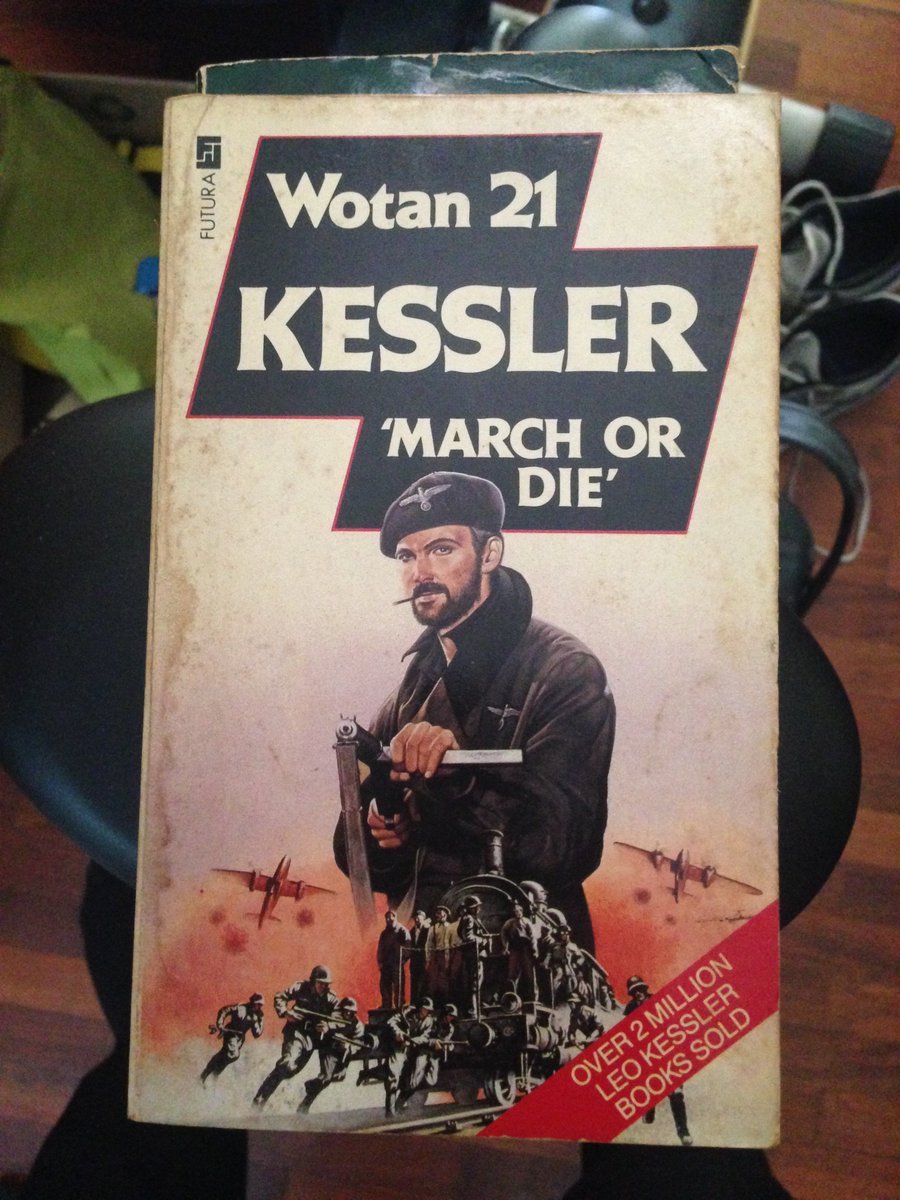 FUTURA
Wotan 21
KESSLER
‘MARCH OR
DIE’
OVER 2 MILLION
LEO KESSLER
BOOKS SOLD